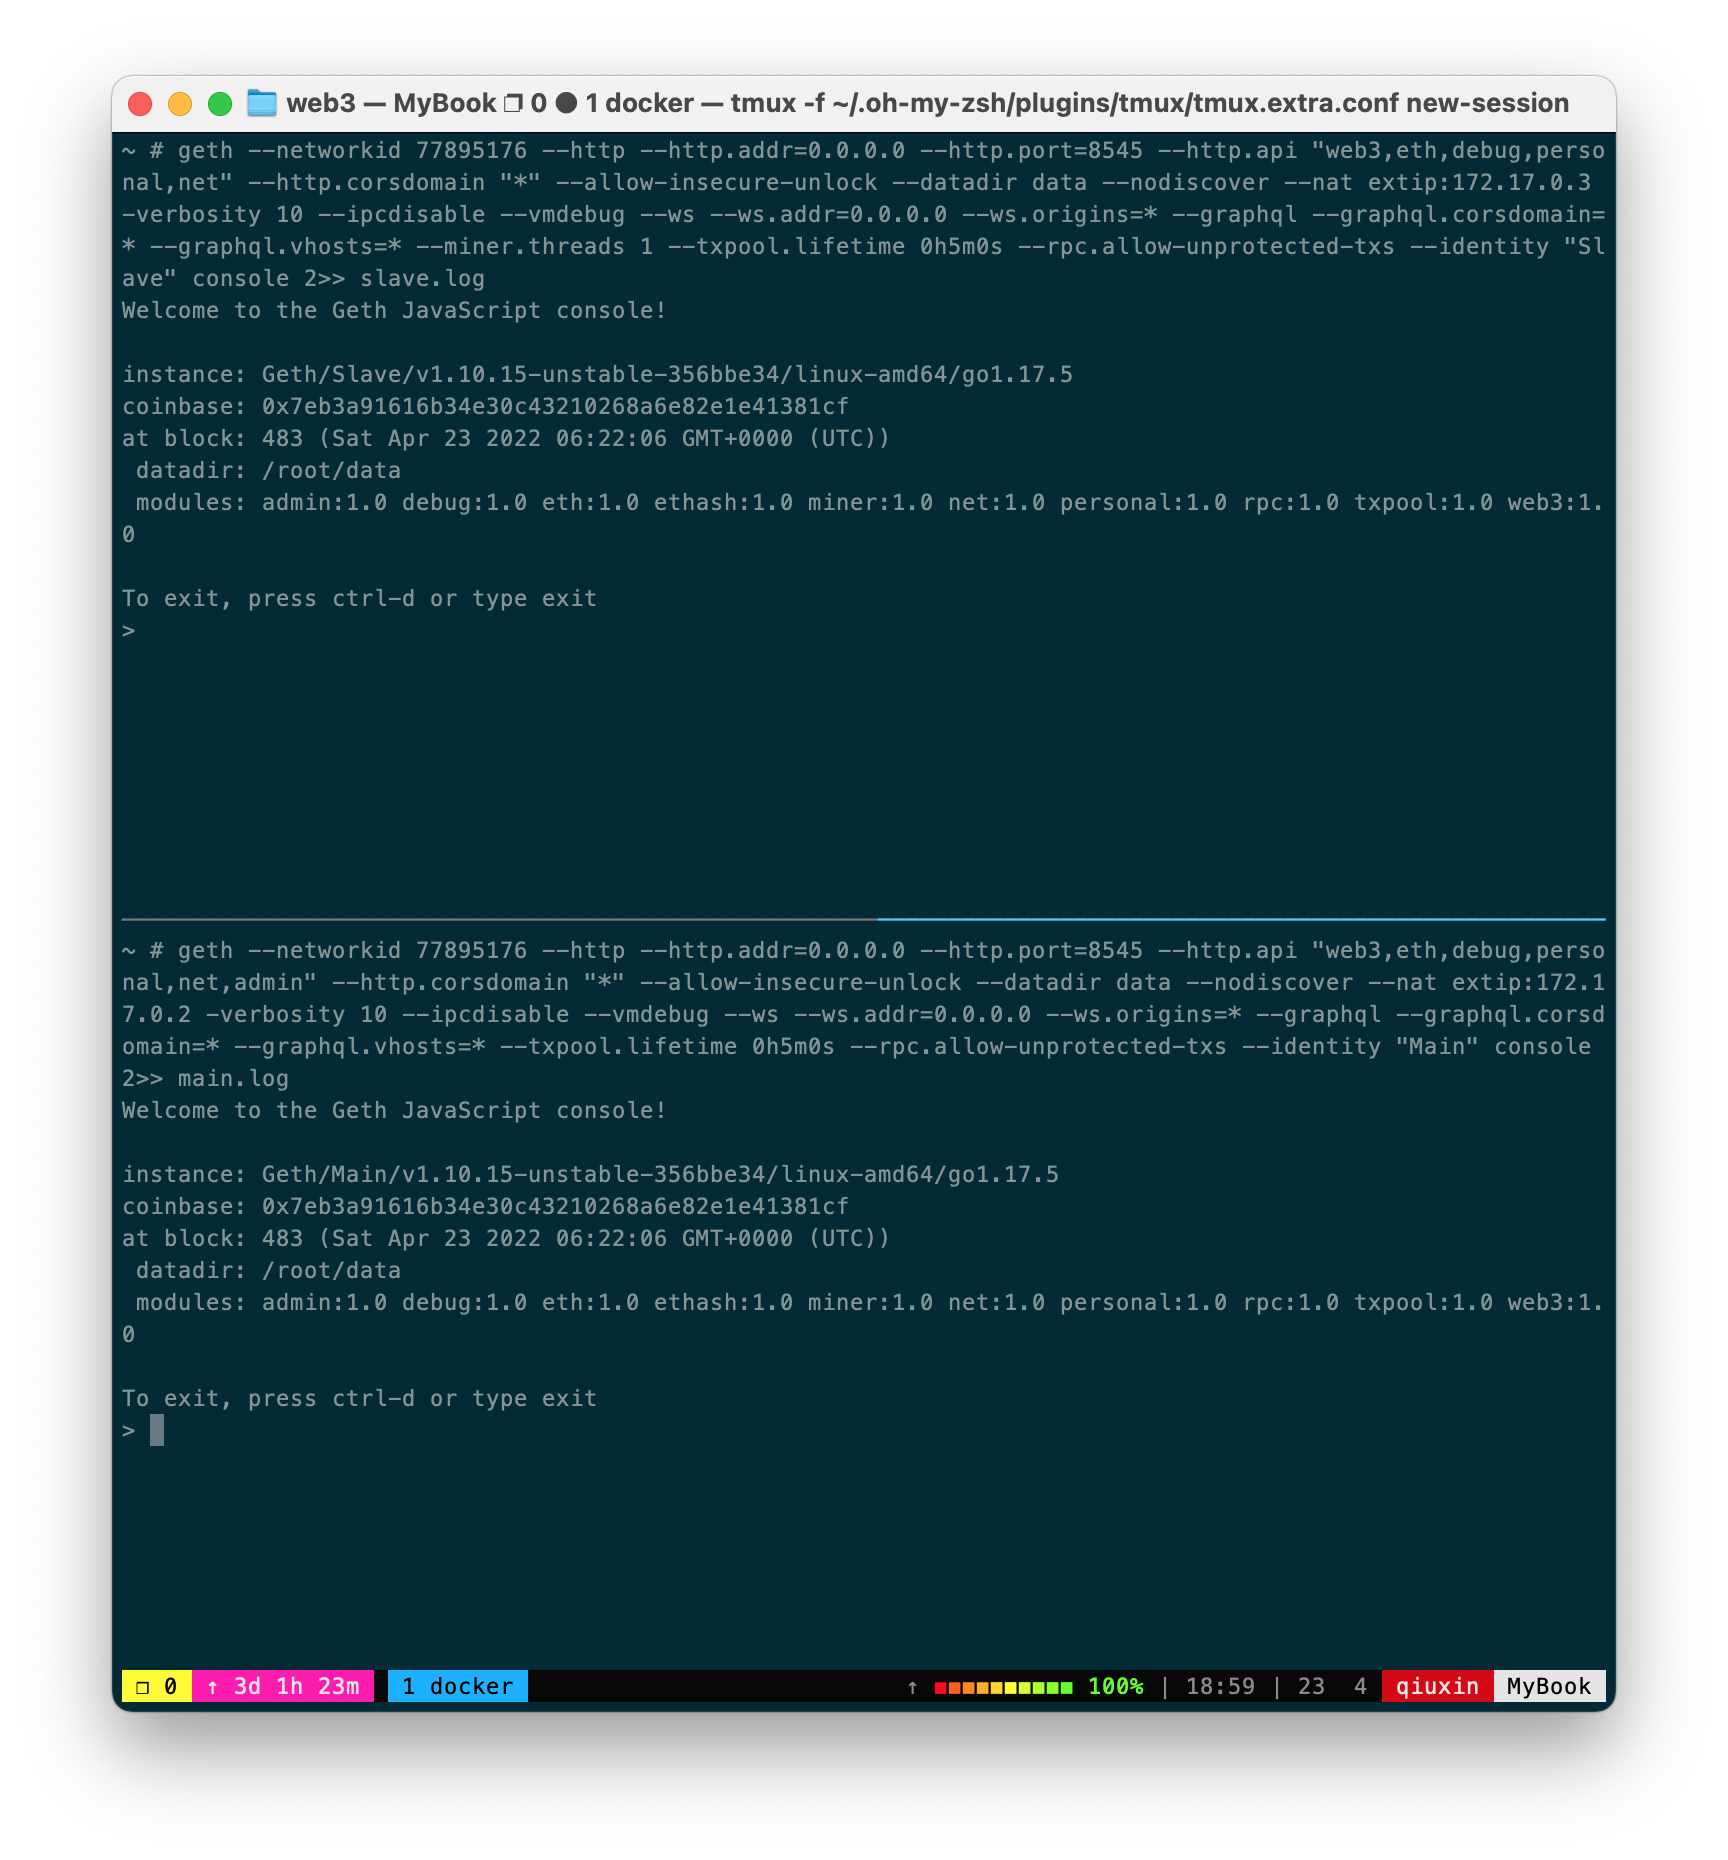 web3 — MyBook ❐ 0 ● 1 docker — tmux -f ~/.oh-my-zsh/plugins/tmux/tmux.extra.conf new-session
~ # geth --networkid 77895176 --http --http.addr=0.0.0.0 --http.port=8545 --http.api "web3,eth,debug,perso
nal,net" --http.corsdomain "*" --allow-insecure-unlock --datadir data --nodiscover --nat extip:172.17.0.3
-verbosity 10 --ipcdisable --vmdebug --ws --ws.addr=0.0.0.0 --ws.origins=* --graphql --graphql.corsdomain=
* --graphql.vhosts=* --miner.threads 1 --txpool.lifetime 0h5m0s --rpc.allow-unprotected-txs --identity "Sl
ave" console 2>> slave.log
Welcome to the Geth JavaScript console!
instance: Geth/Slave/v1.10.15-unstable-356bbe34/linux-amd64/go1.17.5
coinbase: 0x7eb3a91616b34e30c43210268a6e82e1e41381cf
at block: 483 (Sat Apr 23 2022 06:22:06 GMT+0000 (UTC))
 datadir: /root/data
 modules: admin:1.0 debug:1.0 eth:1.0 ethash:1.0 miner:1.0 net:1.0 personal:1.0 rpc:1.0 txpool:1.0 web3:1.
0
To exit, press ctrl-d or type exit
>
~ # geth --networkid 77895176 --http --http.addr=0.0.0.0 --http.port=8545 --http.api "web3,eth,debug,perso
nal,net,admin" --http.corsdomain "*" --allow-insecure-unlock --datadir data --nodiscover --nat extip:172.1
7.0.2 -verbosity 10 --ipcdisable --vmdebug --ws --ws.addr=0.0.0.0 --ws.origins=* --graphql --graphql.corsd
omain=* --graphql.vhosts=* --txpool.lifetime 0h5m0s --rpc.allow-unprotected-txs --identity "Main" console
2>> main.log
Welcome to the Geth JavaScript console!
instance: Geth/Main/v1.10.15-unstable-356bbe34/linux-amd64/go1.17.5
coinbase: 0x7eb3a91616b34e30c43210268a6e82e1e41381cf
at block: 483 (Sat Apr 23 2022 06:22:06 GMT+0000 (UTC))
 datadir: /root/data
 modules: admin:1.0 debug:1.0 eth:1.0 ethash:1.0 miner:1.0 net:1.0 personal:1.0 rpc:1.0 txpool:1.0 web3:1.
0
To exit, press ctrl-d or type exit
>
❐ 0 ↑ 3d 1h 23m 1 docker ↑ 100% | 18:59 | 23 4 qiuxin MyBook